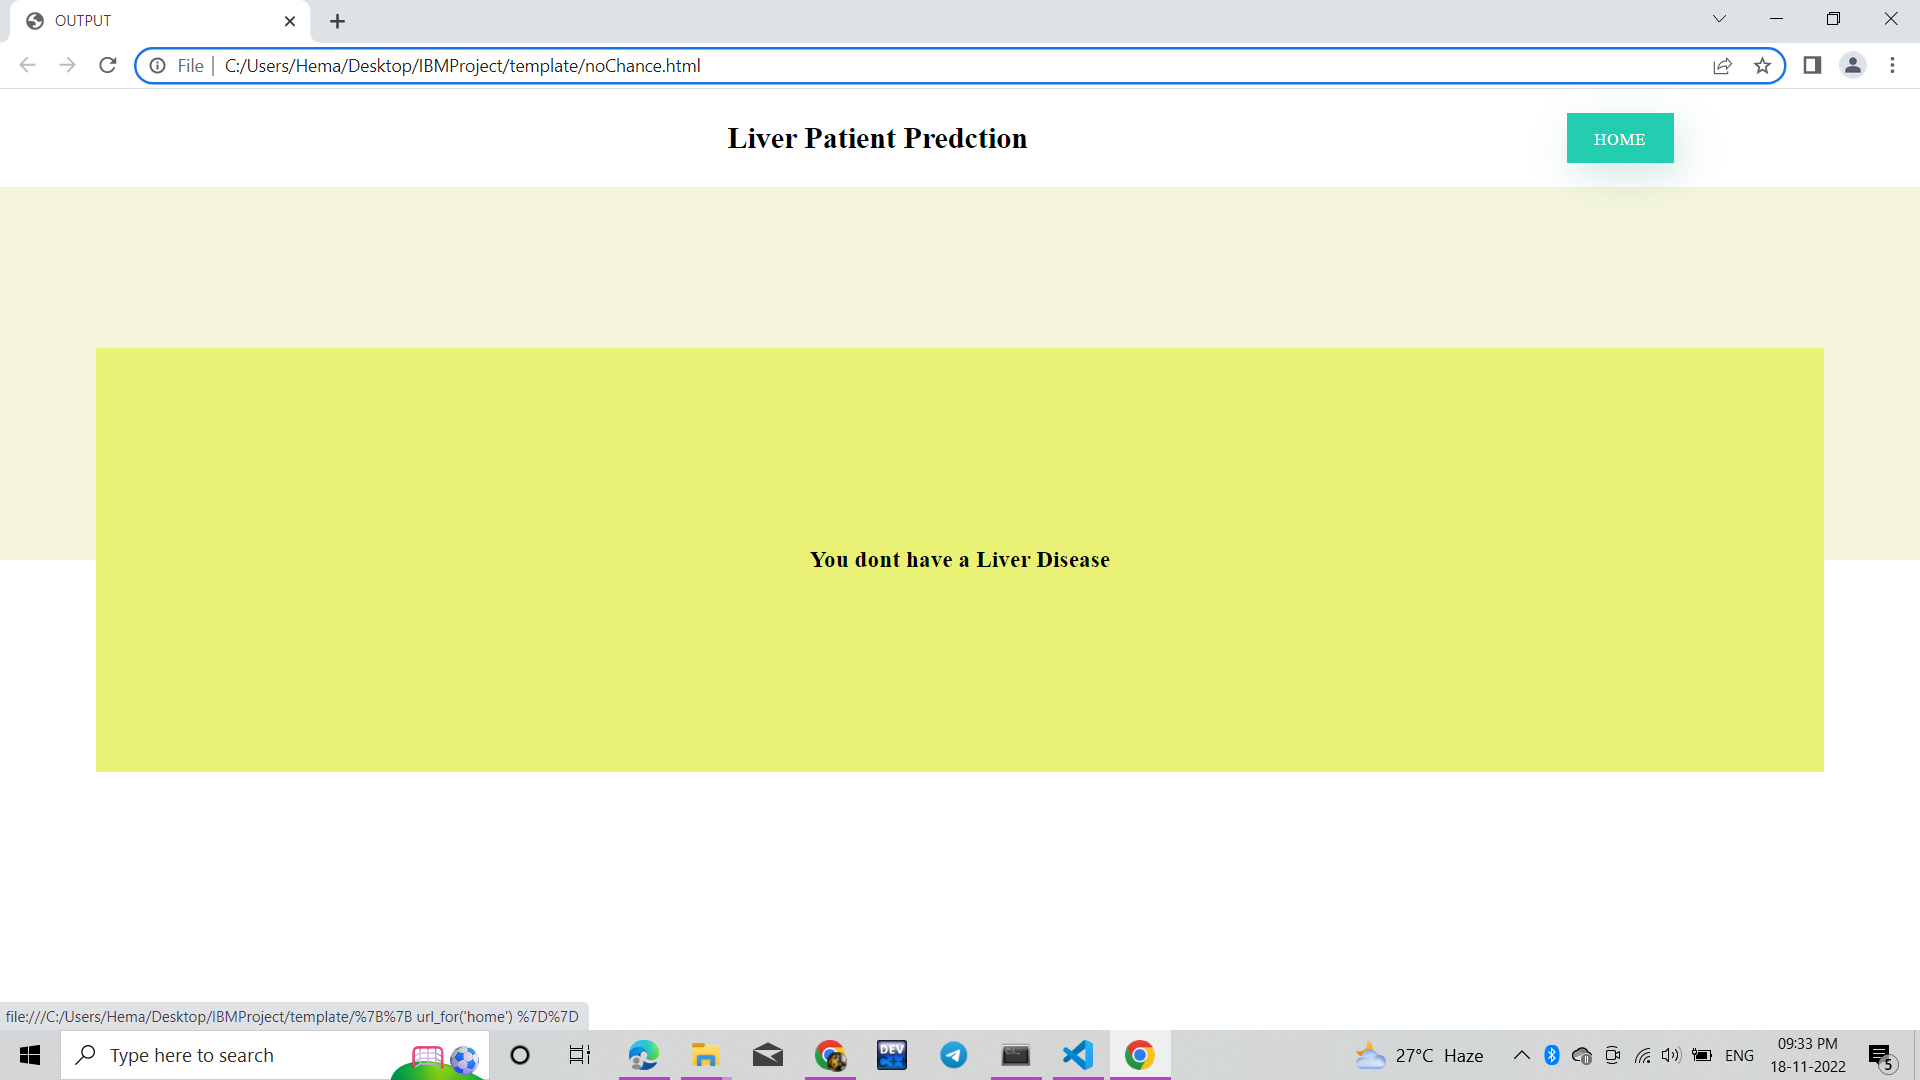 OUTPUT
File
C:/Users/Hema/Desktop/IBMProject/template/noChance.html
Liver Patient Predction
HOME
You dont have a Liver Disease
file:///C:/Users/Hema/Desktop/IBMProject/template/%7B%7B url_for('home') %7D%7D
Type here to search
DEV
C++
27°C Haze
ENG
09:33 PM
18-11-2022
5